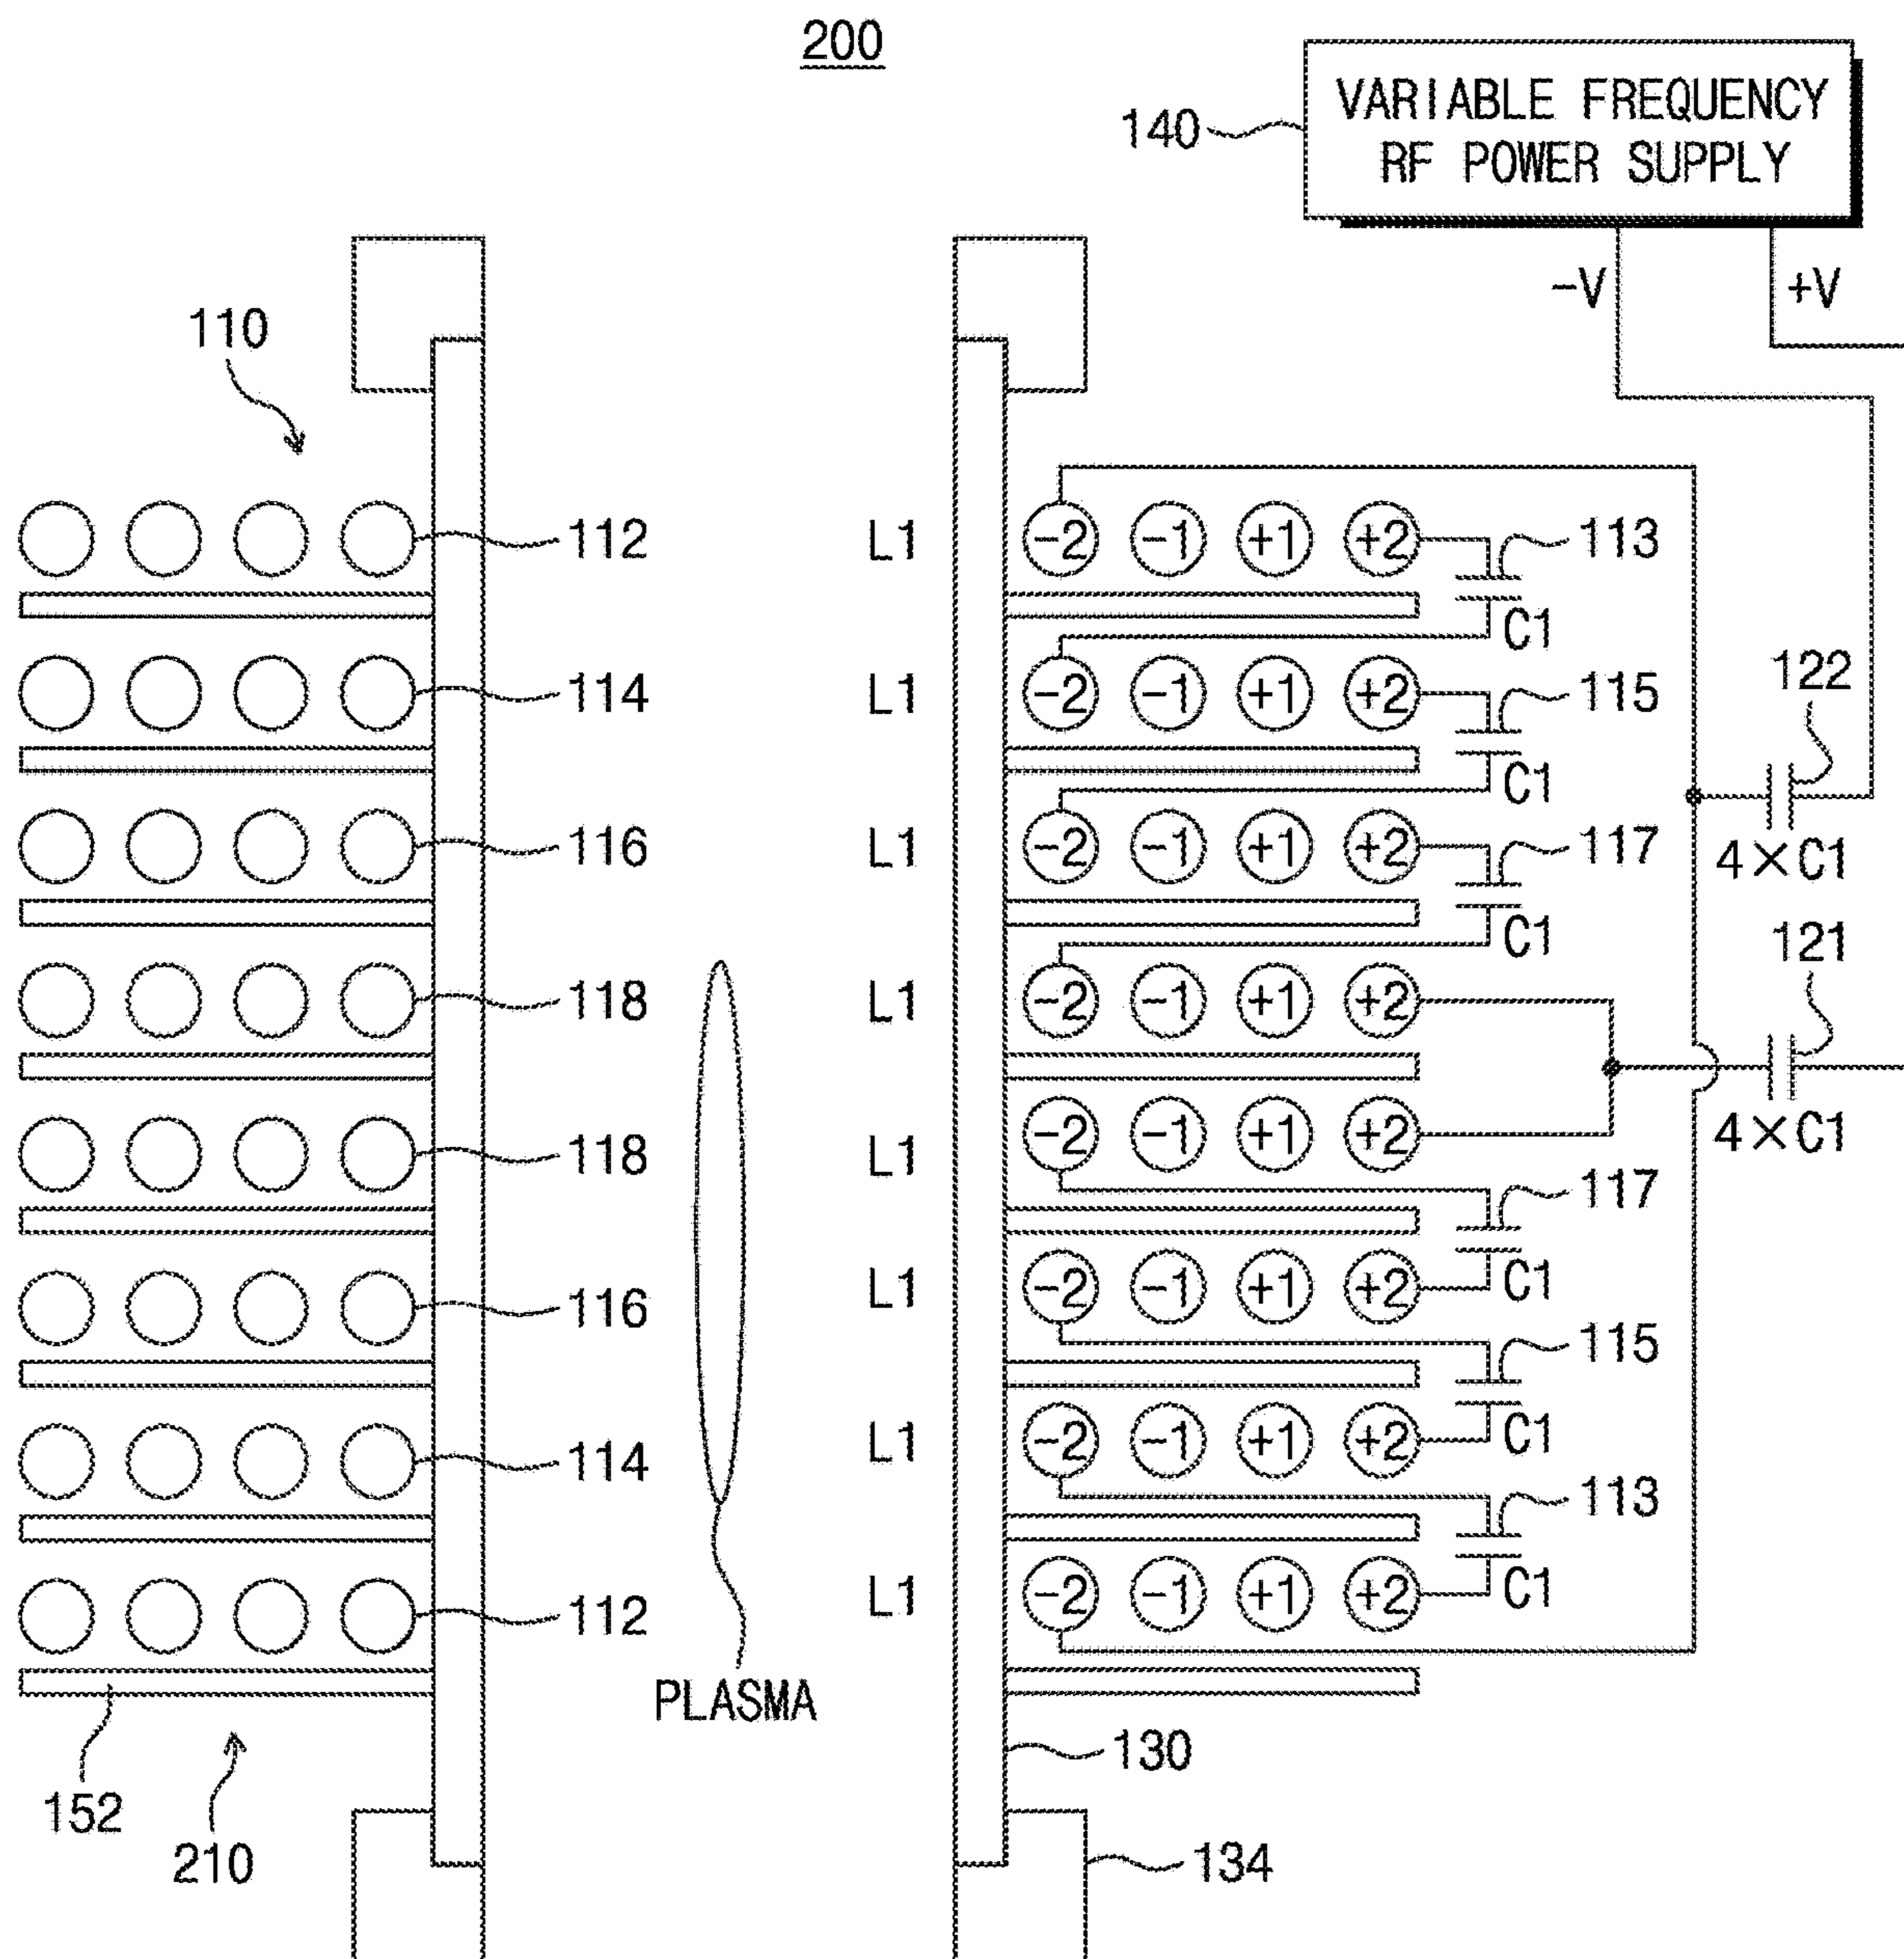 200
VARIABLE FREQUENCY
RF POWER SUPPLY
140
-V
+V
110
112
L1
-2 -1 +1 +2
113
C1
114
L1
-2 -1 +1 +2
115
C1
122
4×C1
116
L1
-2 -1 +1 +2
117
C1
121
4×C1
118
L1
-2 -1 +1 +2
118
L1
-2 -1 +1 +2
117
C1
116
L1
-2 -1 +1 +2
115
C1
114
L1
-2 -1 +1 +2
113
C1
112
L1
-2 -1 +1 +2
PLASMA
130
152
210
134